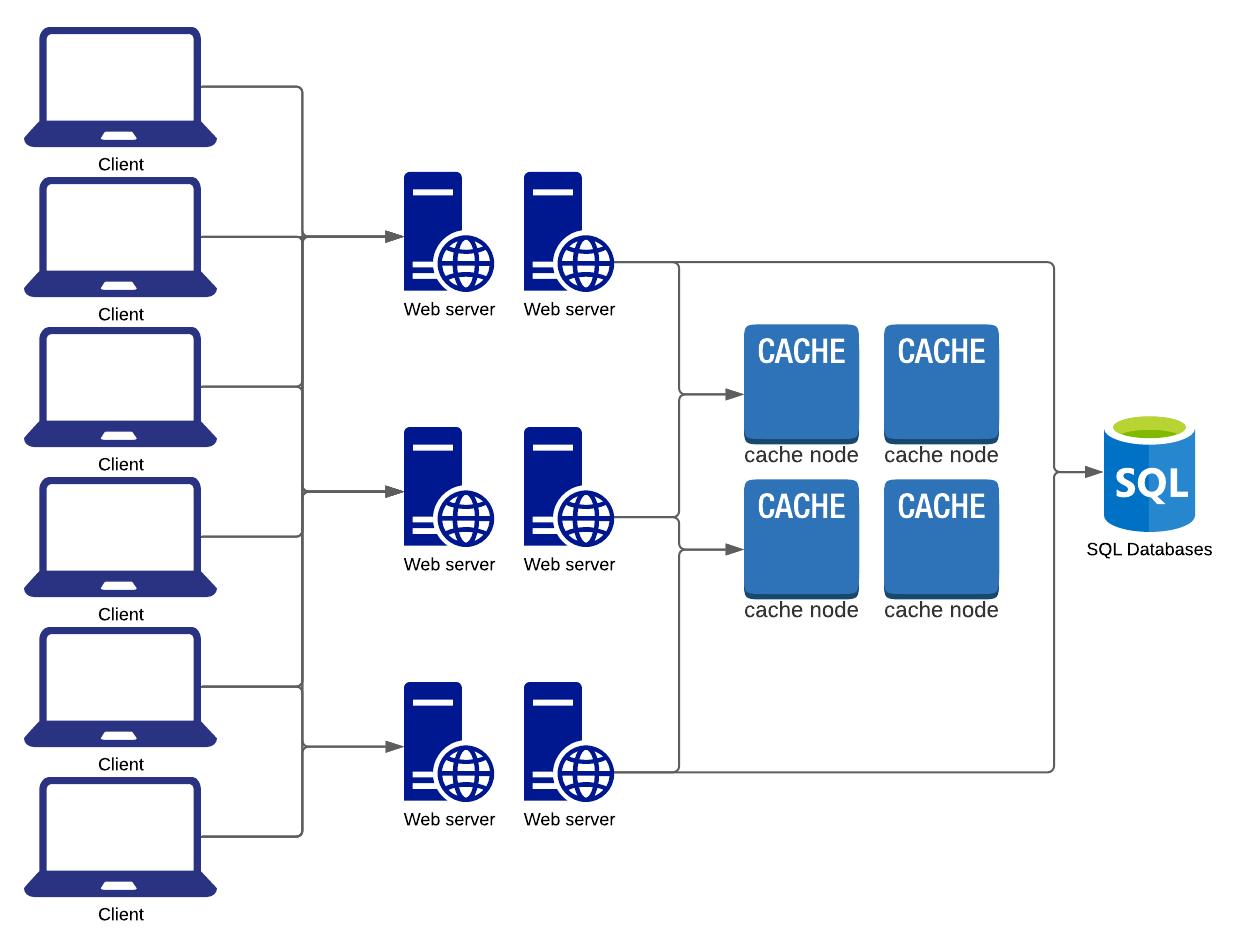 Client
Client
Client
Client
Client
Client
Web server Web server
Web server Web server
Web server Web server
CACHE CACHE
cache node cache node
CACHE CACHE
cache node cache node
SQL
SQL Databases